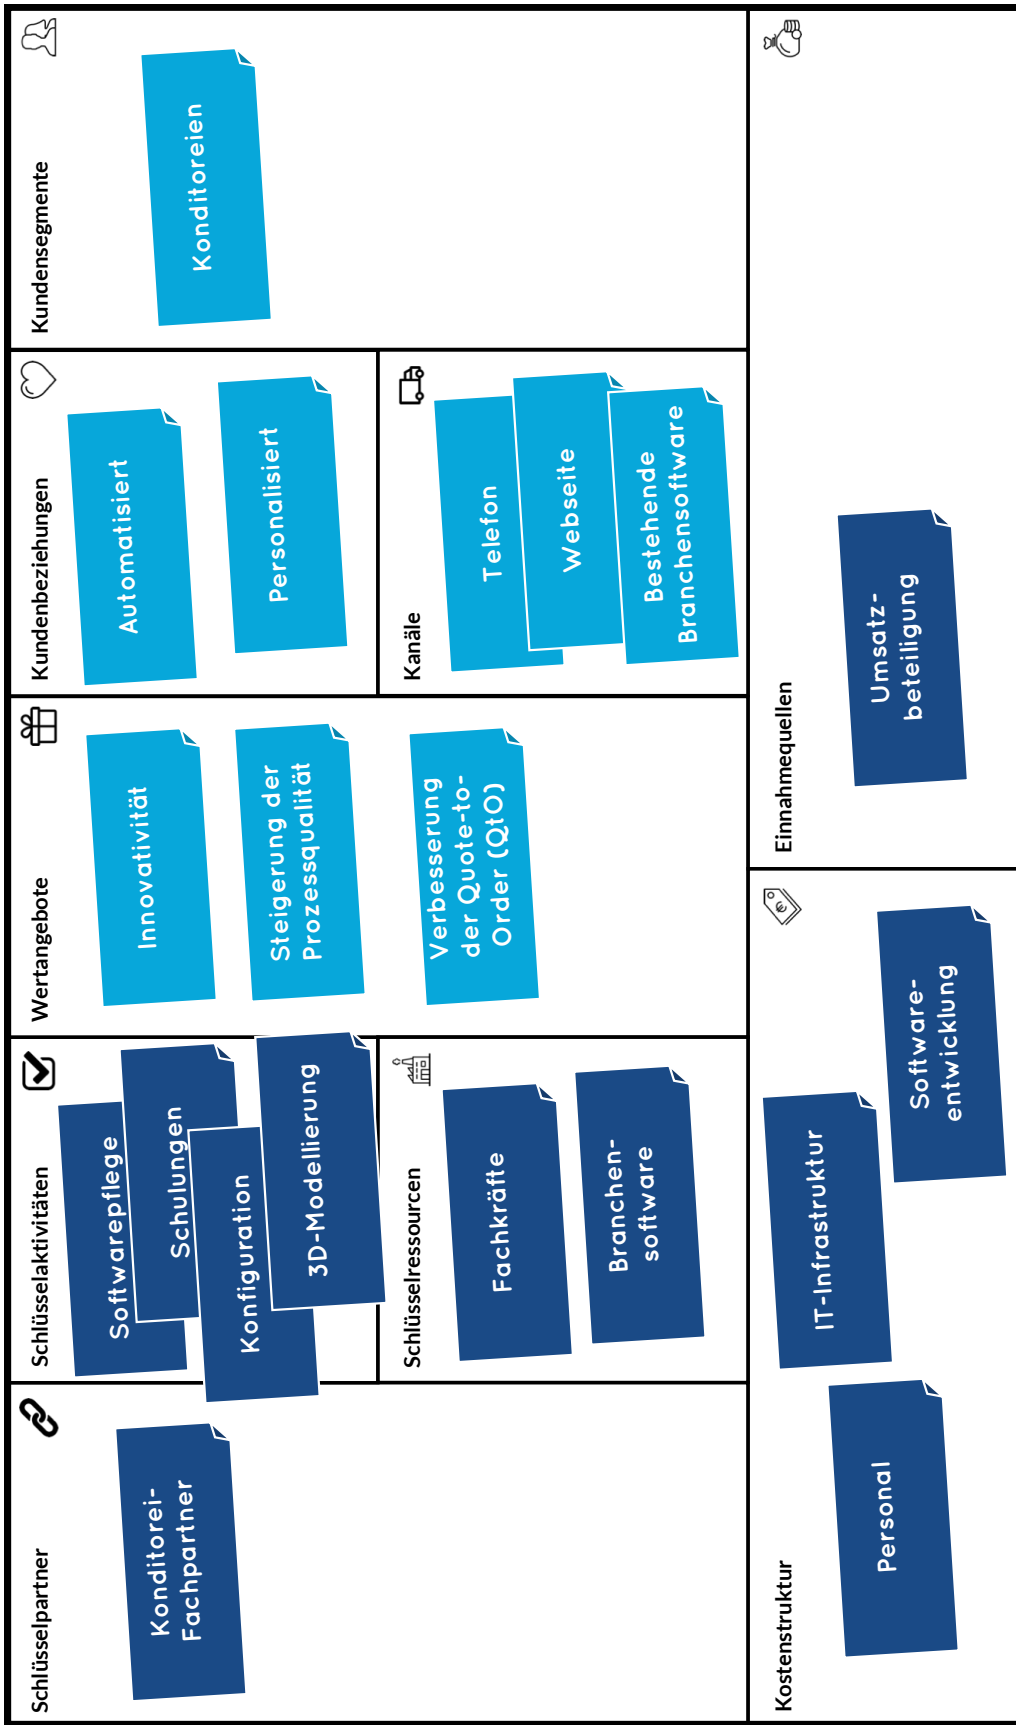 Schlüsselpartner
Konditorei-
Fachpartner
Schlüsselaktivitäten
Softwarepflege
Schulungen
Konfiguration
3D-Modellierung
Schlüsselressourcen
Fachkräfte
Branchen-
software
Wertangebote
Innovativität
Steigerung der
Prozessqualität
Verbesserung
der Quote-to-
Order (QtO)
Kundenbeziehungen
Automatisiert
Personalisiert
Kanäle
Telefon
Webseite
Bestehende
Branchensoftware
Kundensegmente
Konditoreien
Kostenstruktur
Personal
IT-Infrastruktur
Software-
entwicklung
€
Einnahmequellen
Umsatz-
beteiligung